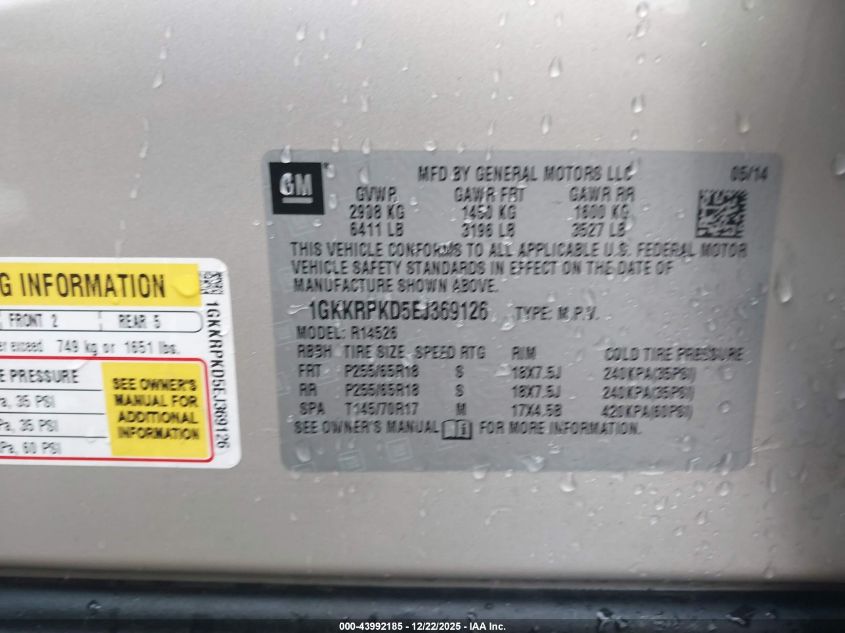 GM
MFD BY GENERAL MOTORS LLC 05/14
GVWR GAWR FRT GAWR RR
2908 KG 1450 KG 1600 KG
6411 LB 3196 LB 3527 LB
THIS VEHICLE CONFORMS TO ALL APPLICABLE U.S. FEDERAL MOTOR
VEHICLE SAFETY STANDARDS IN EFFECT ON THE DATE OF
MANUFACTURE SHOWN ABOVE.
1GKKRPKD5EJ369126 TYPE: M.P.V.
MODEL: R14526
TIRE SIZE SPEED RTG RIM COLD TIRE PRESSURE
FRT P255/65R18 S 18X7.5J 240KPA(35PSI)
RR P255/65R18 S 18X7.5J 240KPA(35PSI)
SPA T145/70R17 M 17X4.5B 420KPA(60PSI)
SEE OWNER'S MANUAL FOR MORE INFORMATION.
G INFORMATION
FRONT 2 REAR 5
er exceed 749 kg or 1651 lbs.
E PRESSURE
a, 35 PSI
Pa, 35 PSI
Pa, 60 PSI
SEE OWNER'S
MANUAL FOR
ADDITIONAL
INFORMATION
1GKKRPKD5EJ369126
000-43992185 - 12/22/2025 - IAA Inc.